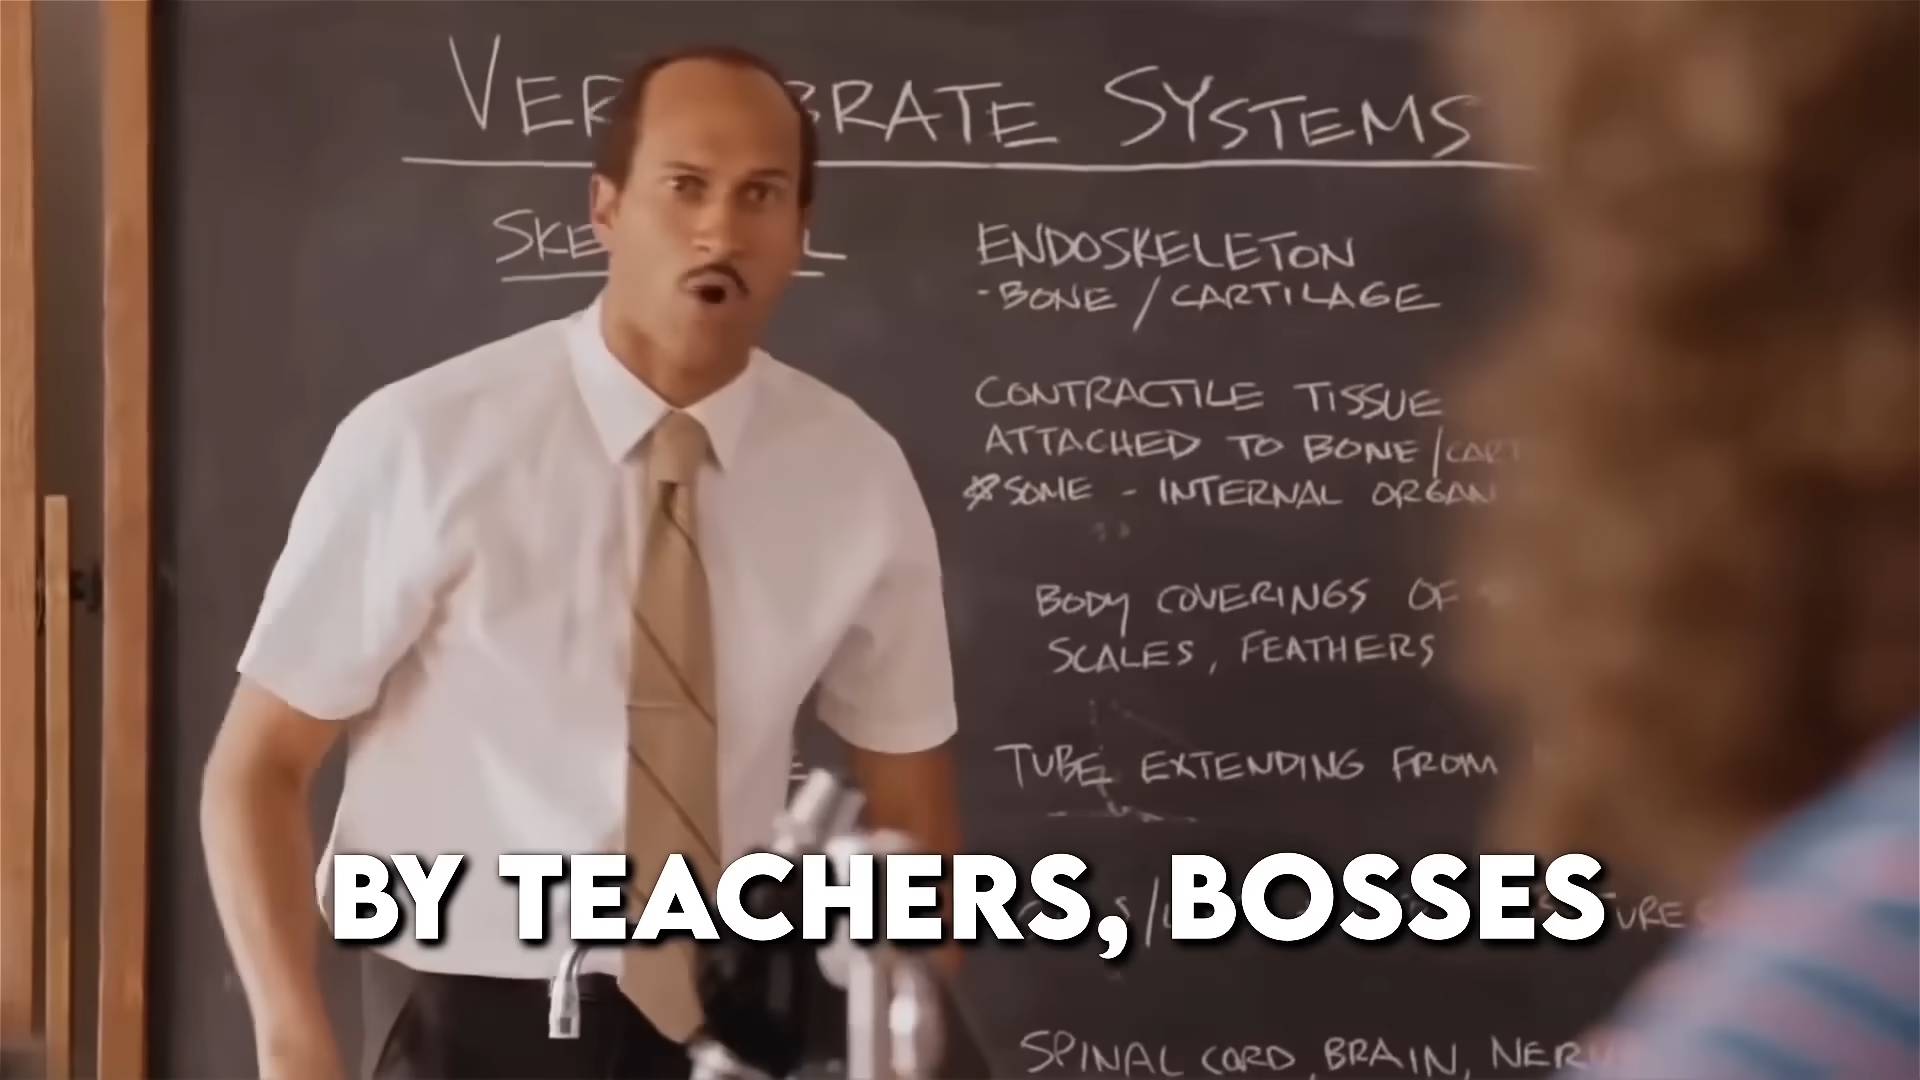 SYSTEMS
ENDOSKELETON
- BONE / CARTILAGE
CONTRACTILE TISSUE
ATTACHED TO BONE /
*SOME - INTERNAL
BODY COVERINGS OF
SCALES, FEATHERS
TUBE EXTENDING FROM
BY TEACHERS, BOSSES
SPINAL CORD, BRAIN,